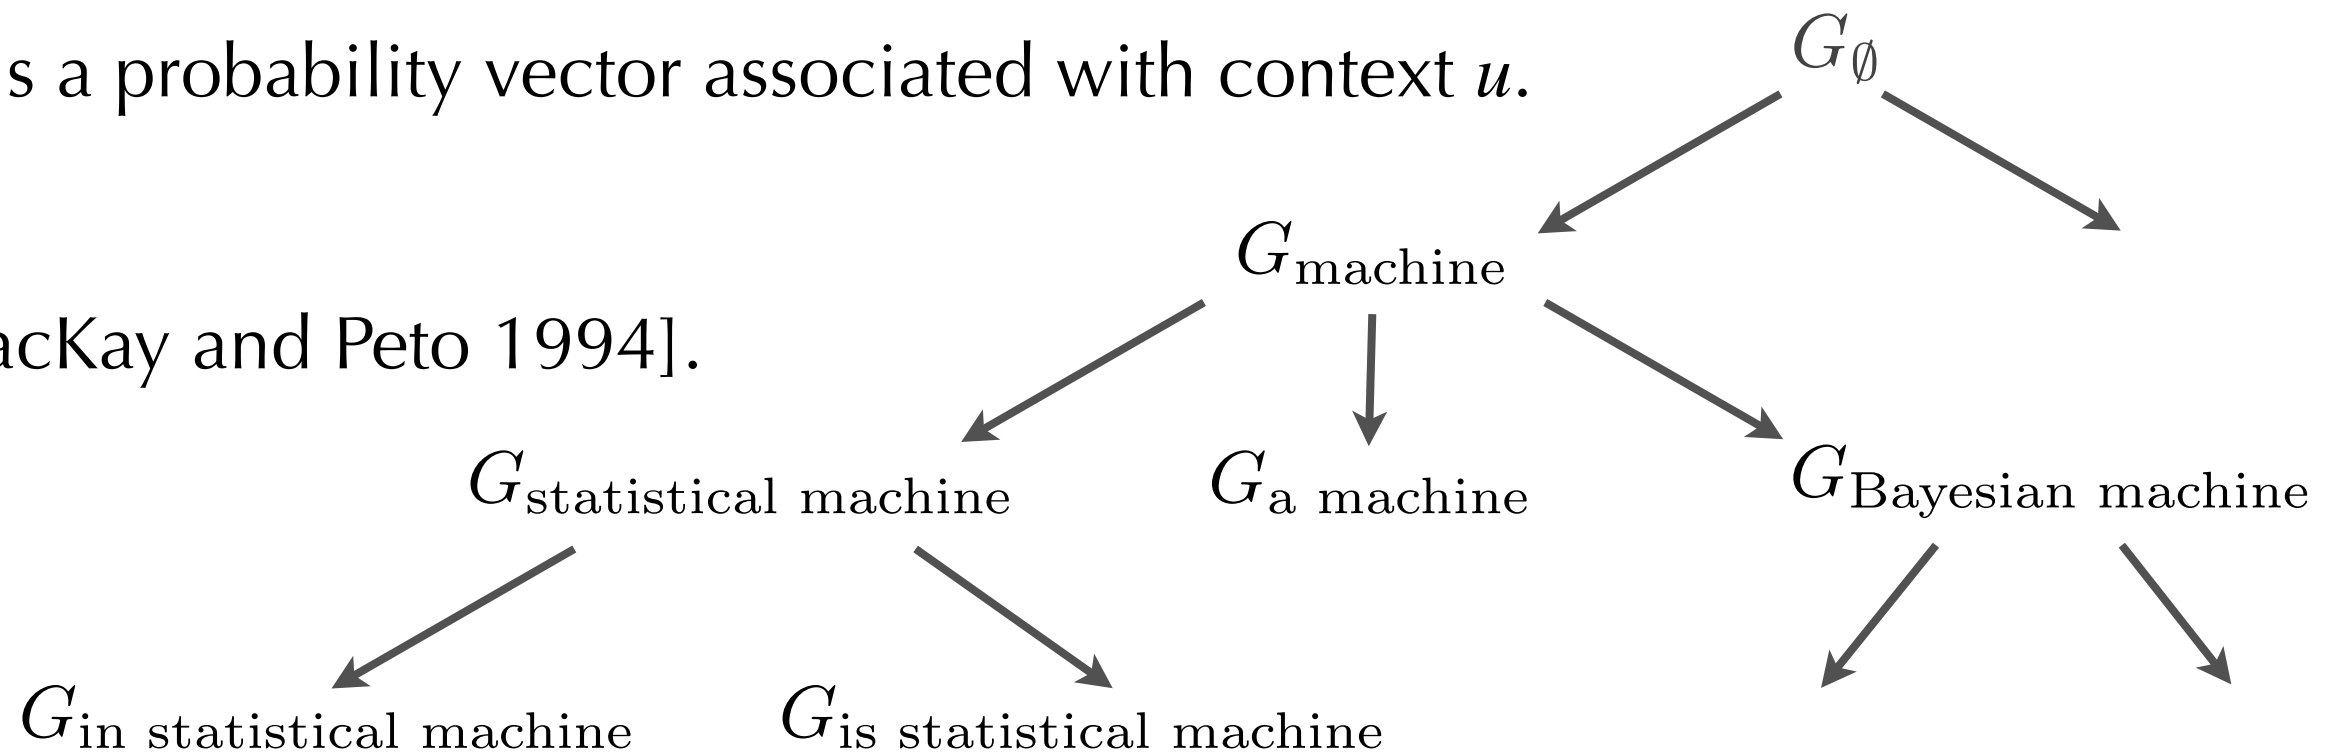 s a probability vector associated with context u.
G∅
Gmachine
acKay and Peto 1994].
Gstatistical machine
Ga machine
GBayesian machine
Gin statistical machine
Gis statistical machine